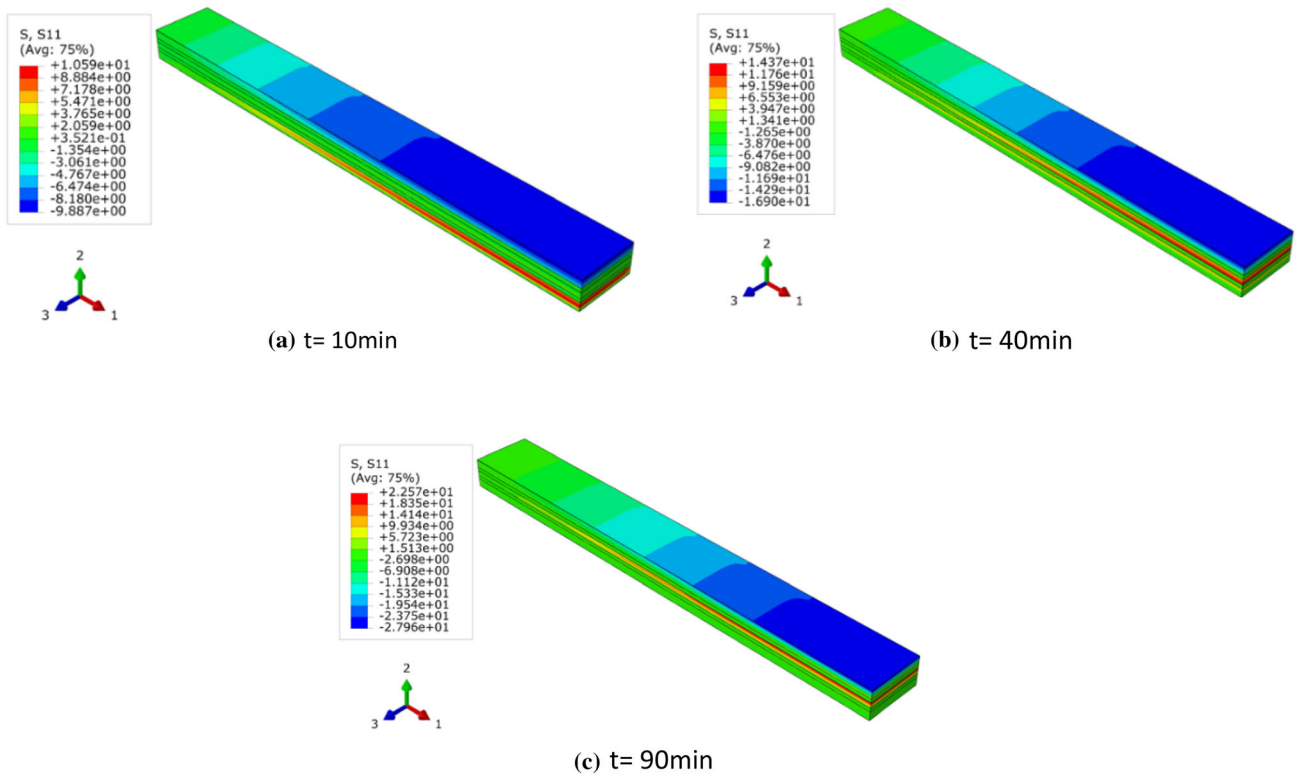 S, S11
(Avg: 75%)
+1.059e+01
+8.884e+00
+7.178e+00
+5.471e+00
+3.765e+00
+2.059e+00
+3.521e-01
-1.354e+00
-3.061e+00
-4.767e+00
-6.474e+00
-8.180e+00
-9.887e+00
2
3
1
(a) t= 10min
S, S11
(Avg: 75%)
+1.437e+01
+1.176e+01
+9.159e+00
+6.553e+00
+3.947e+00
+1.341e+00
-1.265e+00
-3.870e+00
-6.476e+00
-9.082e+00
-1.169e+01
-1.429e+01
-1.690e+01
2
3
1
(b) t= 40min
S, S11
(Avg: 75%)
+2.257e+01
+1.835e+01
+1.414e+01
+9.934e+00
+5.723e+00
+1.513e+00
-2.698e+00
-6.908e+00
-1.112e+01
-1.533e+01
-1.954e+01
-2.375e+01
-2.796e+01
2
3
1
(c) t= 90min